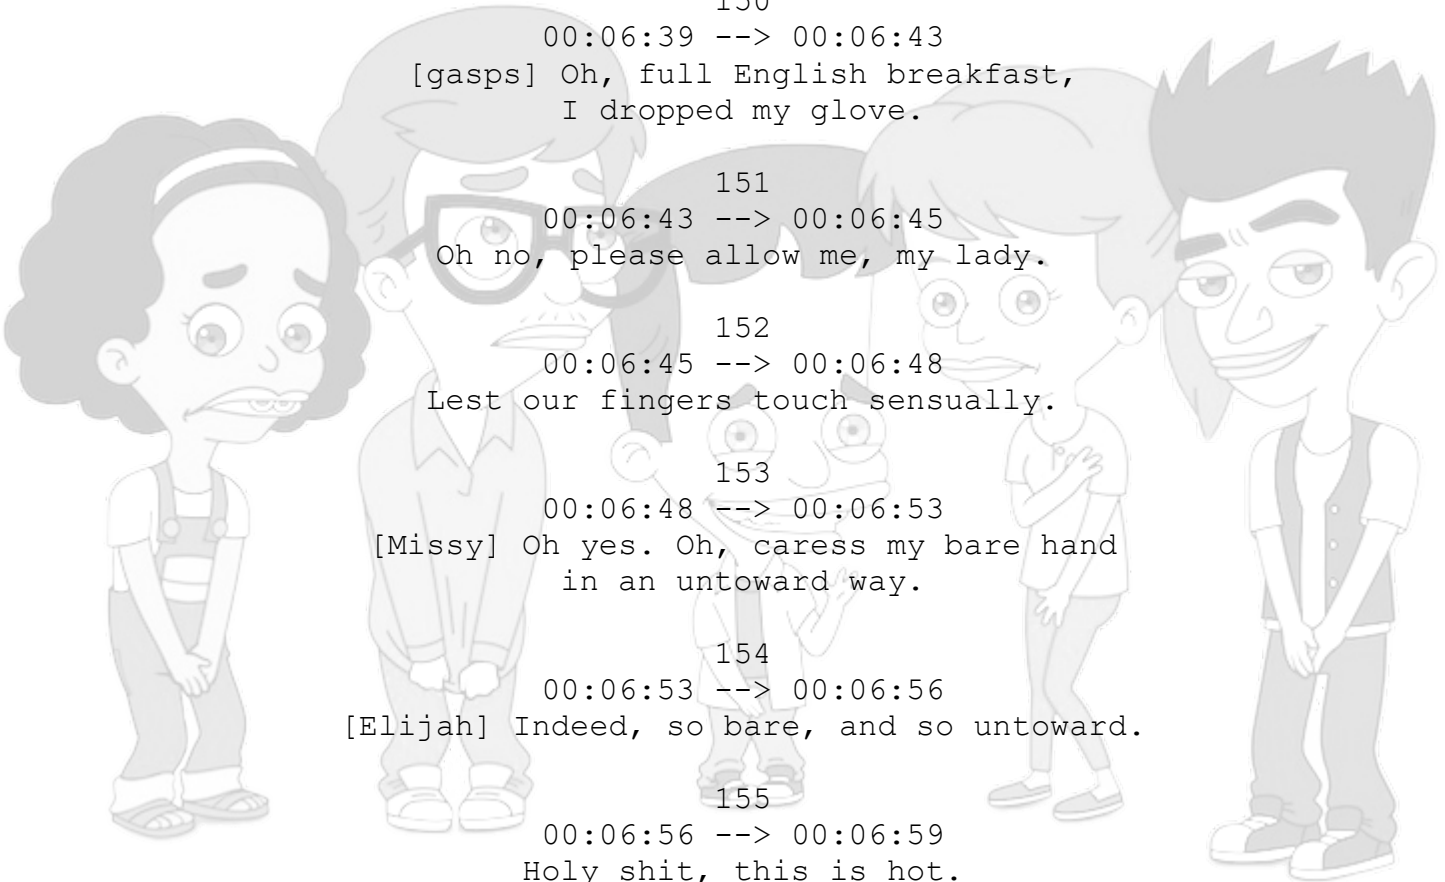 150
00:06:39 --> 00:06:43
[gasps] Oh, full English breakfast,
I dropped my glove.
151
00:06:43 --> 00:06:45
Oh no, please allow me, my lady.
152
00:06:45 --> 00:06:48
Lest our fingers touch sensually.
153
00:06:48 --> 00:06:53
[Missy] Oh yes. Oh, caress my bare hand
in an untoward way.
154
00:06:53 --> 00:06:56
[Elijah] Indeed, so bare, and so untoward.
155
00:06:56 --> 00:06:59
Holy shit, this is hot.